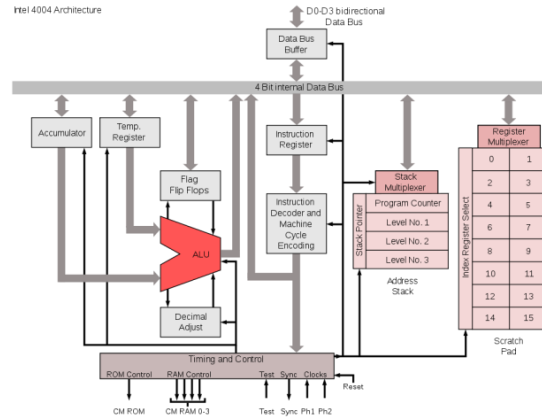 Intel 4004 Architecture
D0-D3 bidirectional
Data Bus
Data Bus
Buffer
4 Bit internal Data Bus
Accumulator
Temp.
Register
Flag
Flip Flops
ALU
Decimal
Adjust
Instruction
Register
Instruction
Decoder and
Machine
Cycle
Encoding
Stack
Multiplexer
Stack Pointer
Program Counter
Level No. 1
Level No. 2
Level No. 3
Address
Stack
Register
Multiplexer
Index Register Select
0 1
2 3
4 5
6 7
8 9
10 11
12 13
14 15
Scratch
Pad
Timing and Control
ROM Control RAM Control Test Sync Clocks
Reset
CM ROM CM RAM 0-3 Test Sync Ph1 Ph2